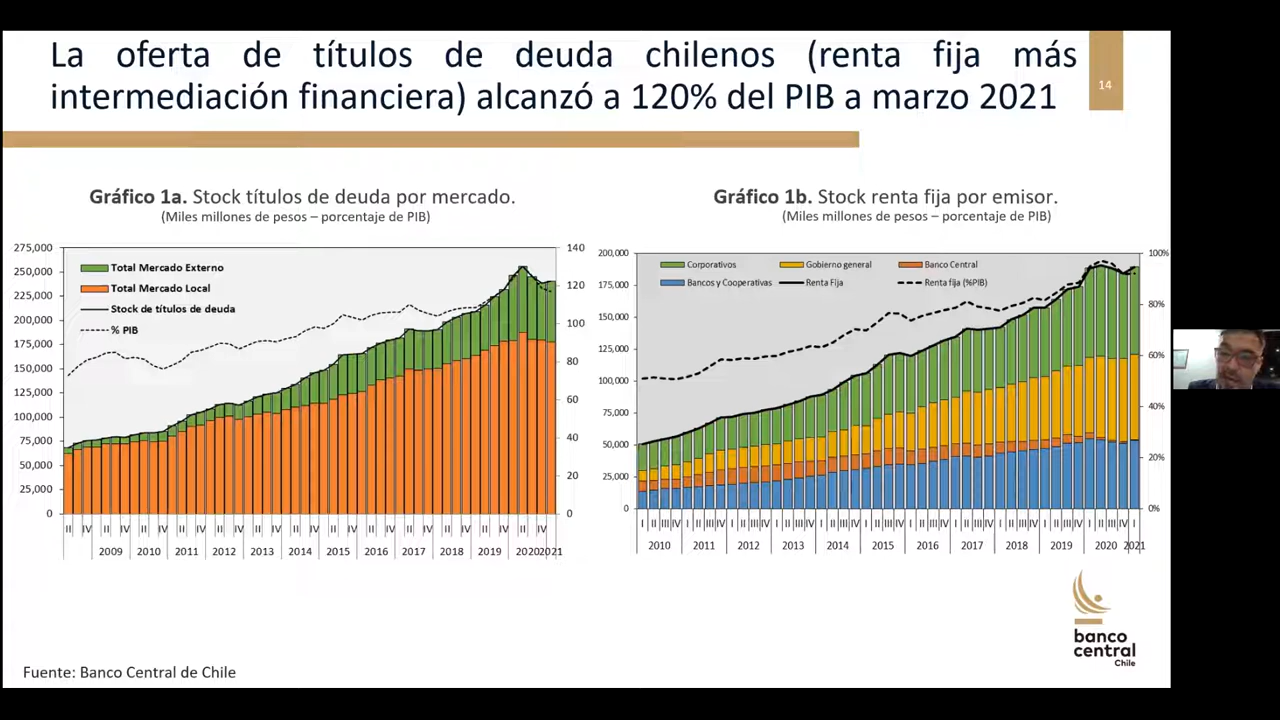 La oferta de títulos de deuda chilenos (renta fija más
intermediación financiera) alcanzó a 120% del PIB a marzo 2021
14
Gráfico 1a. Stock títulos de deuda por mercado.
(Miles millones de pesos – porcentaje de PIB)
275,000
250,000
225,000
200,000
175,000
150,000
125,000
100,000
75,000
50,000
25,000
0
140
120
100
80
60
40
20
0
Total Mercado Externo
Total Mercado Local
Stock de títulos de deuda
% PIB
II IV II IV II IV II IV II IV II IV II IV II IV II IV II IV II IV II IV II IV
2009 2010 2011 2012 2013 2014 2015 2016 2017 2018 2019 2020 2021
Gráfico 1b. Stock renta fija por emisor.
(Miles millones de pesos – porcentaje de PIB)
200,000
175,000
150,000
125,000
100,000
75,000
50,000
25,000
0
100%
80%
60%
40%
20%
0%
Corporativos Gobierno general Banco Central
Bancos y Cooperativas Renta Fija Renta fija (%PIB)
I II III IV I II III IV I II III IV I II III IV I II III IV I II III IV I II III IV I II III IV I II III IV I II III IV I II III IV I
2010 2011 2012 2013 2014 2015 2016 2017 2018 2019 2020 2021
banco
central
Chile
Fuente: Banco Central de Chile